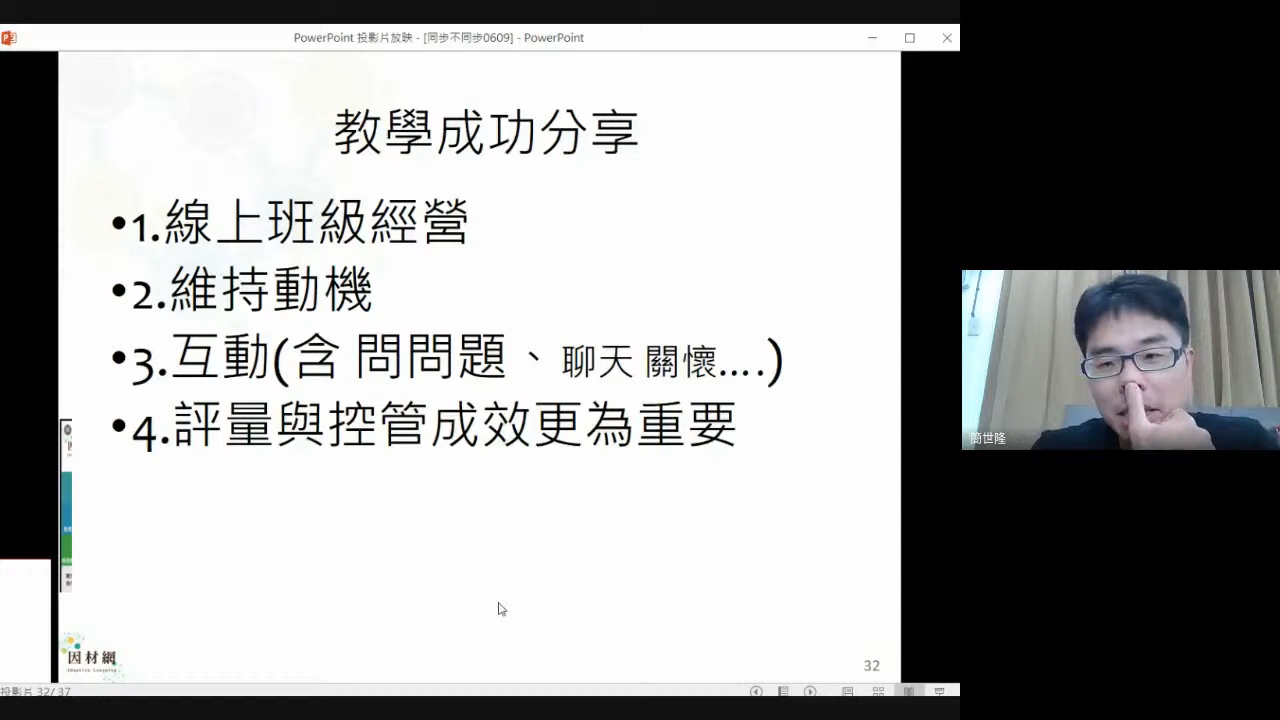 PowerPoint 投影片放映 - [同步不同步0609] - PowerPoint
教學成功分享
•1.線上班級經營
•2.維持動機
•3.互動(含 問問題、聊天 關懷….)
•4.評量與控管成效更為重要
簡世隆
因材網
Adaptive Learning
32
投影片 32/ 37